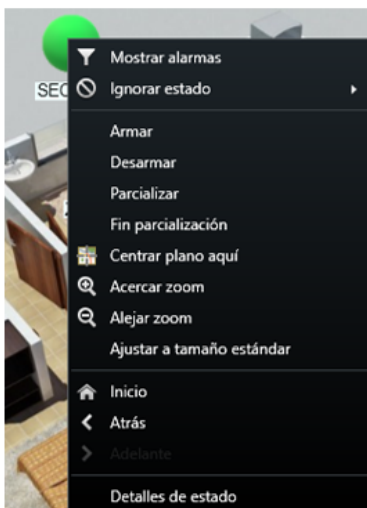 SEC
Mostrar alarmas
Ignorar estado
Armar
Desarmar
Parcializar
Fin parcialización
Centrar plano aquí
Acercar zoom
Alejar zoom
Ajustar a tamaño estándar
Inicio
Atrás
Adelante
Detalles de estado